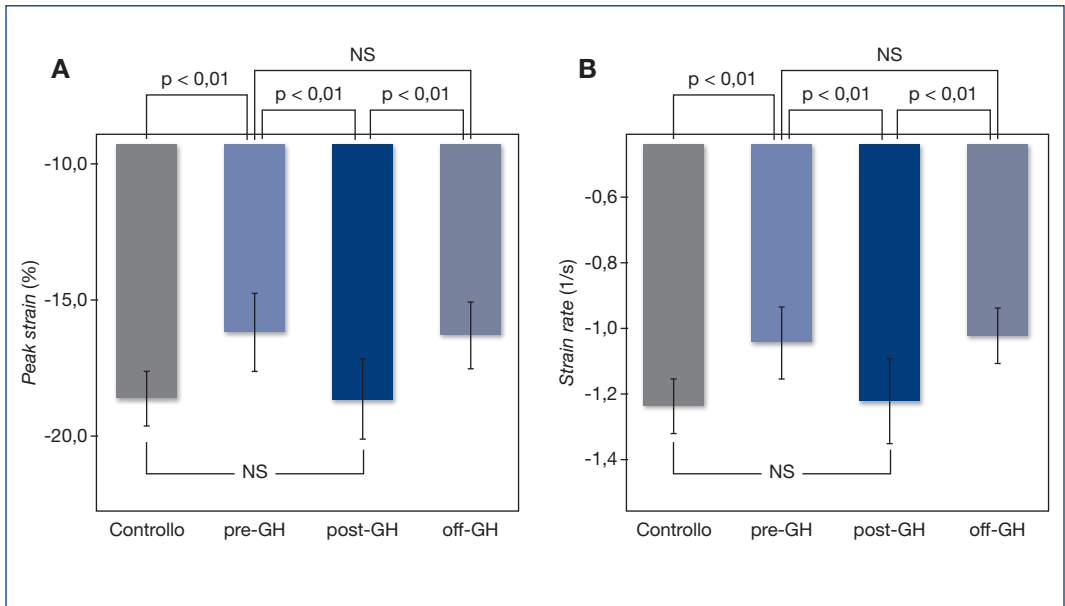 A
NS
p < 0,01
p < 0,01
p < 0,01
-10,0
-15,0
-20,0
Peak strain (%)
NS
Controllo
pre-GH
post-GH
off-GH
B
NS
p < 0,01
p < 0,01
p < 0,01
-0,6
-0,8
-1,0
-1,2
-1,4
Strain rate (1/s)
NS
Controllo
pre-GH
post-GH
off-GH